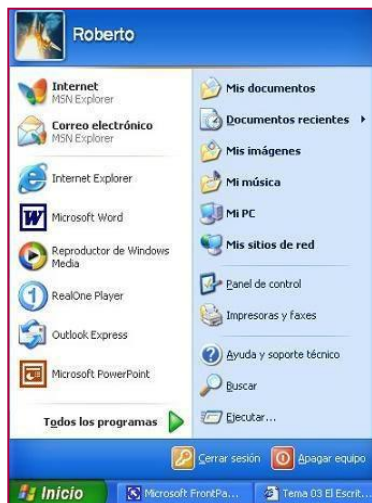 Roberto
Internet
MSN Explorer
Correo electrónico
MSN Explorer
Internet Explorer
Microsoft Word
Reproductor de Windows
Media
RealOne Player
Outlook Express
Microsoft PowerPoint
Todos los programas
Mis documentos
Documentos recientes
Mis imágenes
Mi música
Mi PC
Mis sitios de red
Panel de control
Impresoras y faxes
Ayuda y soporte técnico
Buscar
Ejecutar...
Cerrar sesión
Apagar equipo
Inicio
Microsoft FrontPa...
Tema 03 El Escrit...